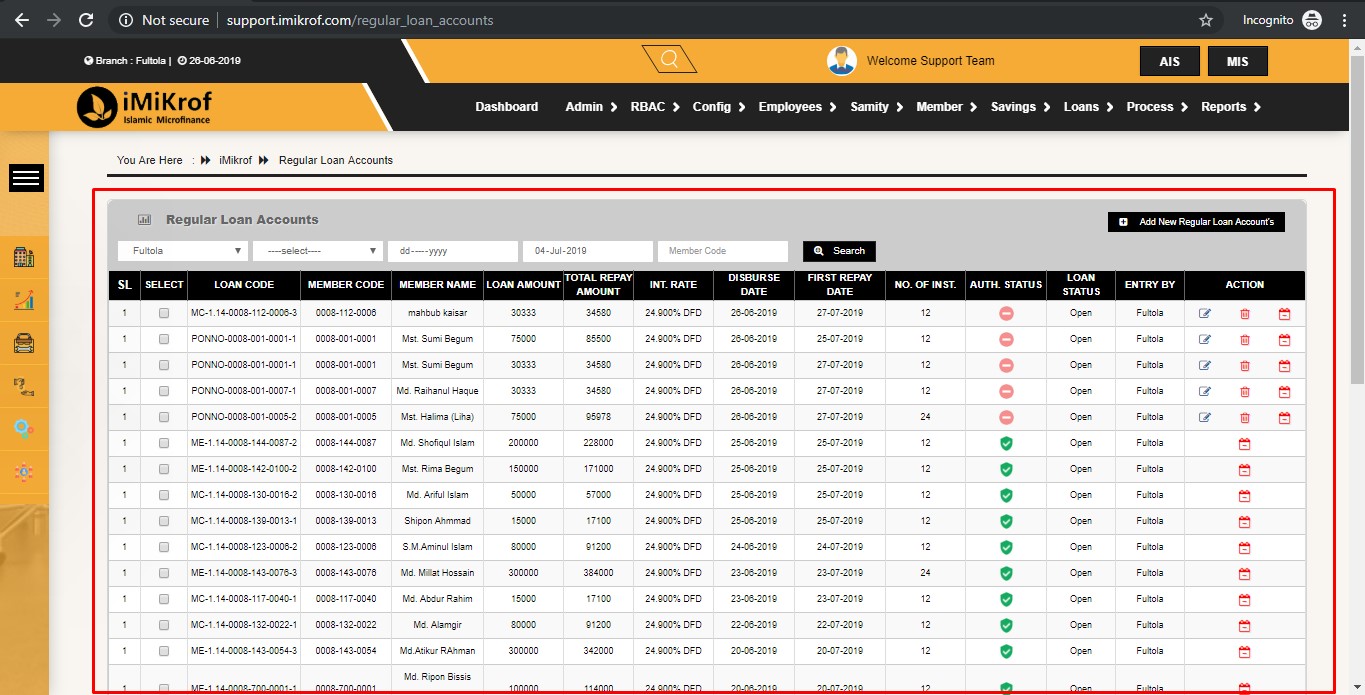 Not secure support.imikrof.com/regular_loan_accounts Incognito
Branch : Fultola | 26-06-2019 Welcome Support Team AIS MIS
iMiKrof
Islamic Microfinance
Dashboard Admin RBAC Config Employees Samity Member Savings Loans Process Reports
You Are Here : iMikrof Regular Loan Accounts
Regular Loan Accounts Add New Regular Loan Account's
Fultola ----select---- dd-----yyyy 04-Jul-2019 Member Code Search
SL SELECT LOAN CODE MEMBER CODE MEMBER NAME LOAN AMOUNT TOTAL REPAY AMOUNT INT. RATE DISBURSE DATE FIRST REPAY DATE NO. OF INST. AUTH. STATUS LOAN STATUS ENTRY BY ACTION
1 MC-1.14-0008-112-0006-3 0008-112-0006 mahbub kaisar 30333 34580 24.900% DFD 26-06-2019 27-07-2019 12 Open Fultola
1 PONNO-0008-001-0001-1 0008-001-0001 Mst. Sumi Begum 75000 85500 24.900% DFD 26-06-2019 25-07-2019 12 Open Fultola
1 PONNO-0008-001-0001-1 0008-001-0001 Mst. Sumi Begum 30333 34580 24.900% DFD 26-06-2019 27-07-2019 12 Open Fultola
1 PONNO-0008-001-0007-1 0008-001-0007 Md. Raihanul Haque 30333 34580 24.900% DFD 26-06-2019 27-07-2019 12 Open Fultola
1 PONNO-0008-001-0005-2 0008-001-0005 Mst. Halima (Liha) 75000 95978 24.900% DFD 26-06-2019 27-07-2019 24 Open Fultola
1 ME-1.14-0008-144-0087-2 0008-144-0087 Md. Shofiqul Islam 200000 228000 24.900% DFD 25-06-2019 25-07-2019 12 Open Fultola
1 ME-1.14-0008-142-0100-2 0008-142-0100 Mst. Rima Begum 150000 171000 24.900% DFD 25-06-2019 25-07-2019 12 Open Fultola
1 MC-1.14-0008-130-0016-2 0008-130-0016 Md. Ariful Islam 50000 57000 24.900% DFD 25-06-2019 25-07-2019 12 Open Fultola
1 MC-1.14-0008-139-0013-1 0008-139-0013 Shipon Ahmmad 15000 17100 24.900% DFD 25-06-2019 25-07-2019 12 Open Fultola
1 MC-1.14-0008-123-0006-2 0008-123-0006 S.M.Aminul Islam 80000 91200 24.900% DFD 24-06-2019 24-07-2019 12 Open Fultola
1 ME-1.14-0008-143-0076-3 0008-143-0076 Md. Millat Hossain 300000 384000 24.900% DFD 23-06-2019 23-07-2019 24 Open Fultola
1 MC-1.14-0008-117-0040-1 0008-117-0040 Md. Abdur Rahim 15000 17100 24.900% DFD 23-06-2019 23-07-2019 12 Open Fultola
1 MC-1.14-0008-132-0022-1 0008-132-0022 Md. Alamgir 80000 91200 24.900% DFD 22-06-2019 22-07-2019 12 Open Fultola
1 ME-1.14-0008-143-0054-3 0008-143-0054 Md.Atikur RAhman 300000 342000 24.900% DFD 20-06-2019 20-07-2019 12 Open Fultola
1 ME-1.14-0008-700-0001-1 0008-700-0001 Md. Ripon Bissis 100000 114000 24.900% DFD 20-06-2019 20-07-2019 12 Open Fultola